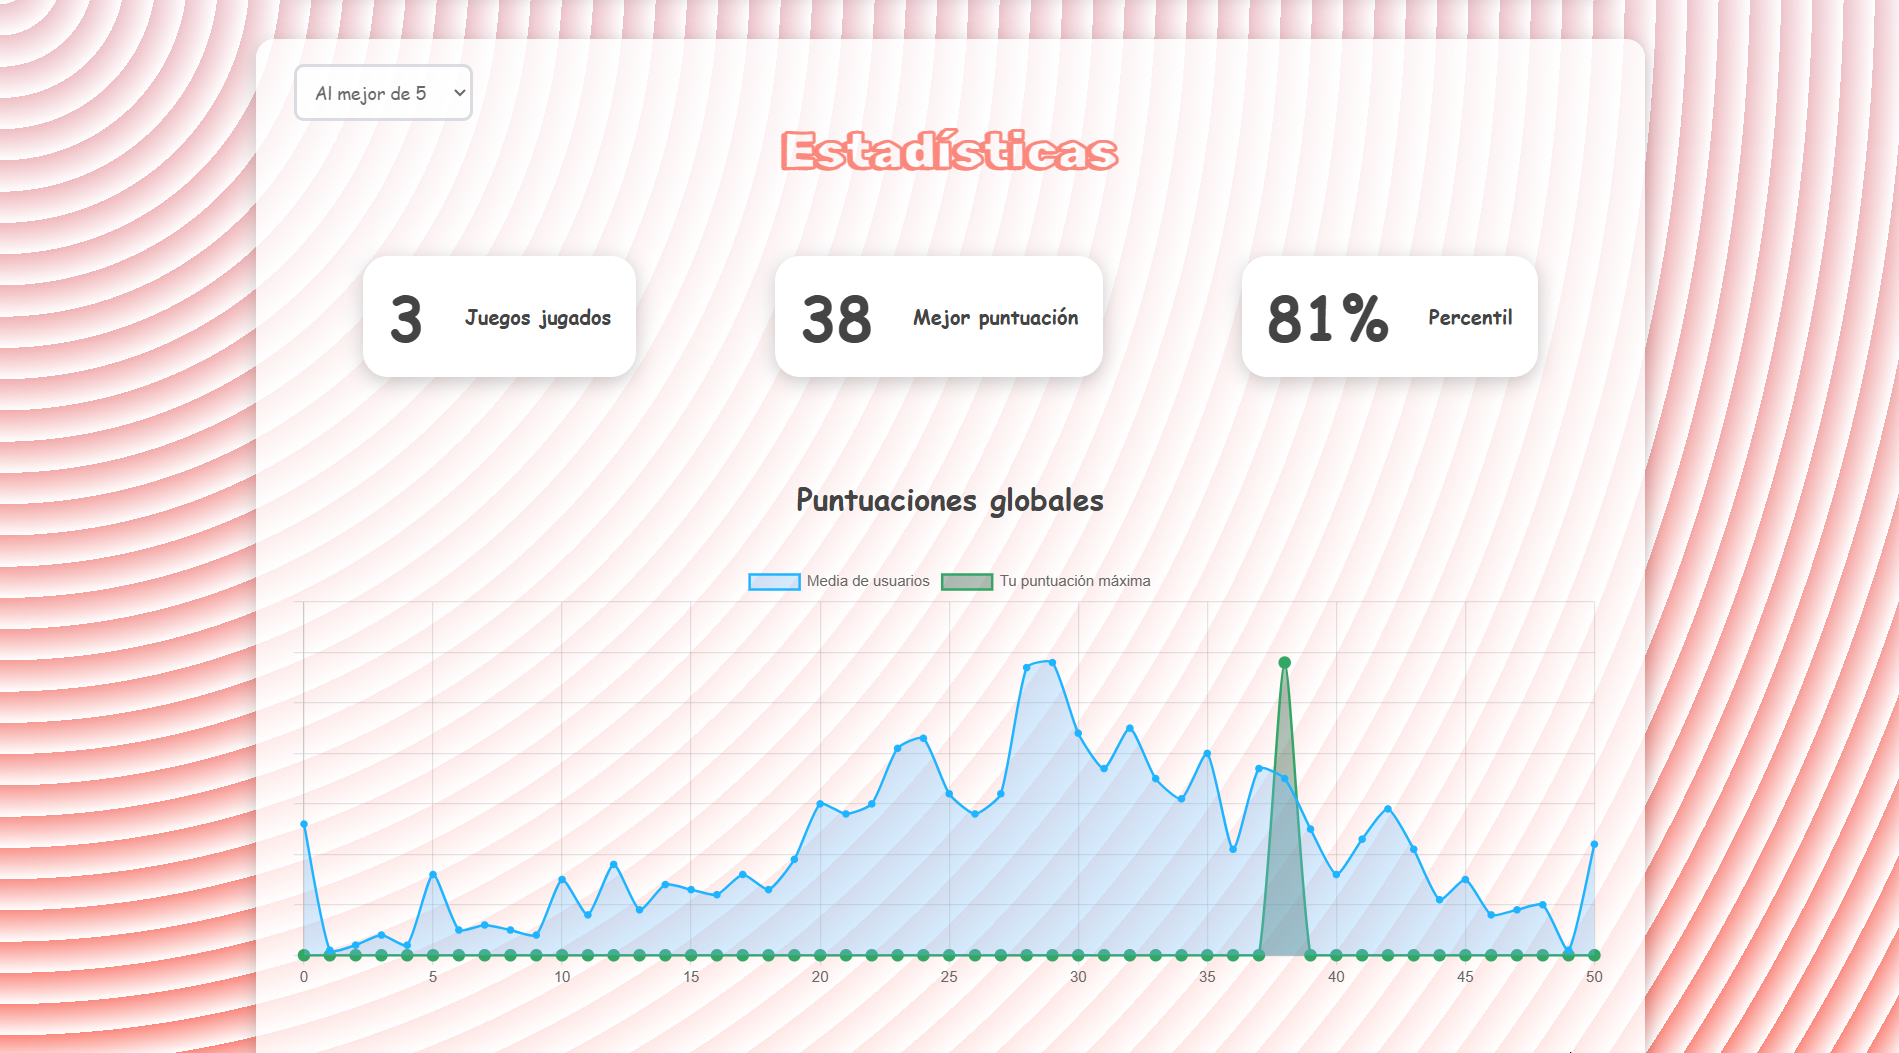 Al mejor de 5
Estadísticas
3 Juegos jugados
38 Mejor puntuación
81% Percentil
Puntuaciones globales
Media de usuarios Tu puntuación máxima
0 5 10 15 20 25 30 35 40 45 50